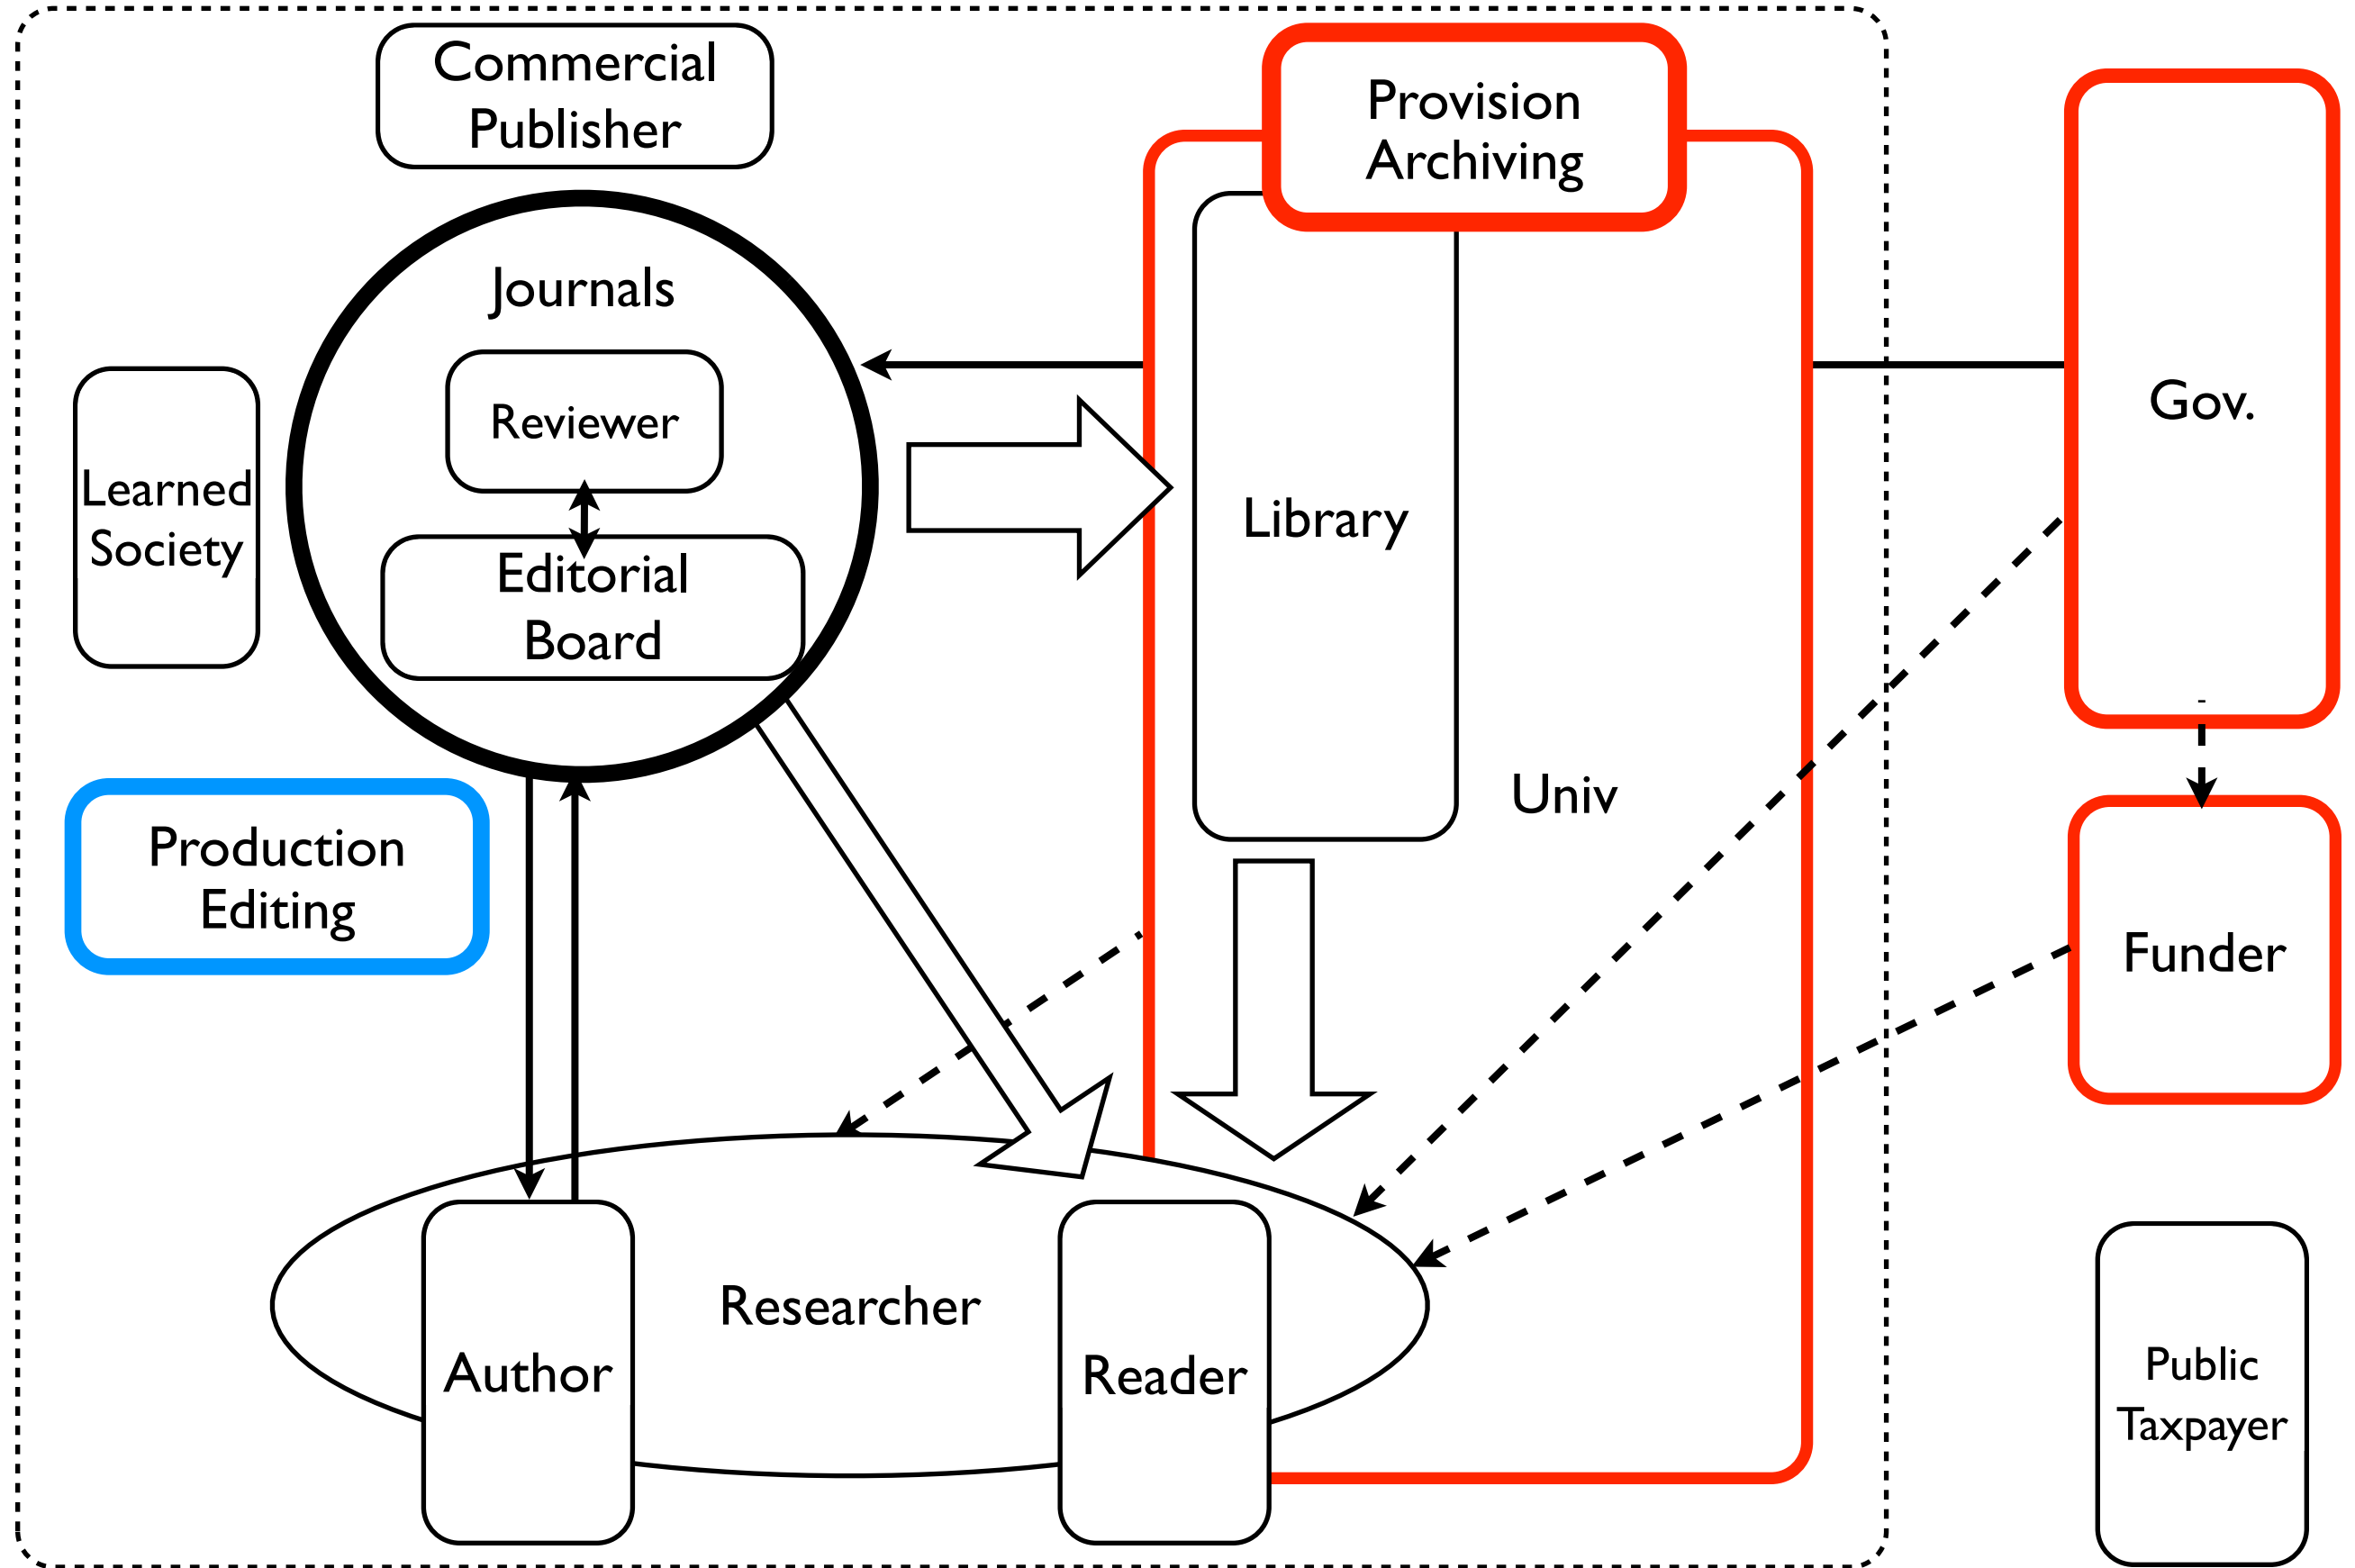 Commercial
Publisher
Provision
Archiving
Journals
Reviewer
Editorial
Board
Learned
Society
Library
Gov.
Univ
Production
Editing
Funder
Researcher
Author
Reader
Public
Taxpayer